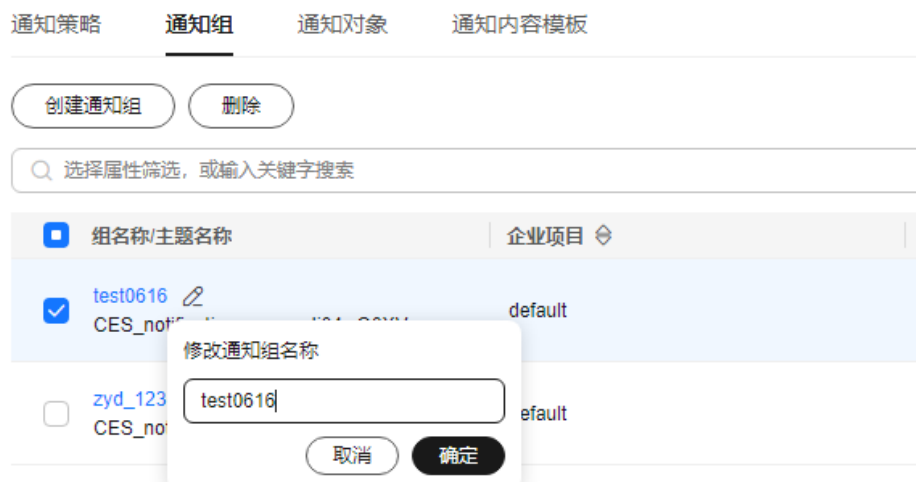 通知策略 通知组 通知对象 通知内容模板
创建通知组 删除
选择属性筛选，或输入关键字搜索
组名称/主题名称 企业项目
test0616
default
修改通知组名称
zyd_123
test0616
取消 确定